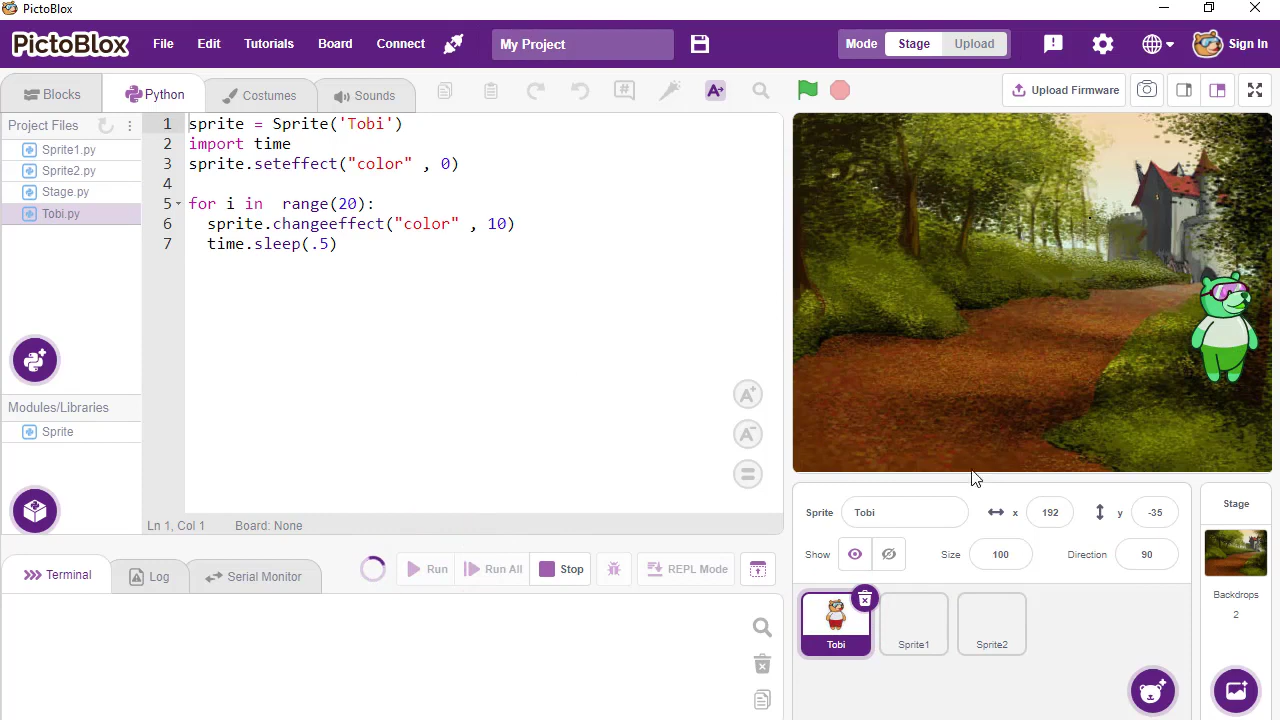 PictoBlox
PictoBlox File Edit Tutorials Board Connect My Project Mode Stage Upload Sign In
Blocks Python Costumes Sounds Upload Firmware
Project Files
Sprite1.py
Sprite2.py
Stage.py
Tobi.py
Modules/Libraries
Sprite
1 sprite = Sprite('Tobi')
2 import time
3 sprite.seteffect("color" , 0)
4
5 for i in  range(20):
6 sprite.changeeffect("color" , 10)
7 time.sleep(.5)
A+
A-
Ln 1, Col 1 Board: None
Terminal Log Serial Monitor Run Run All Stop REPL Mode
Sprite Tobi x 192 y -35
Show Size 100 Direction 90
Tobi Sprite1 Sprite2
Stage
Backdrops
2